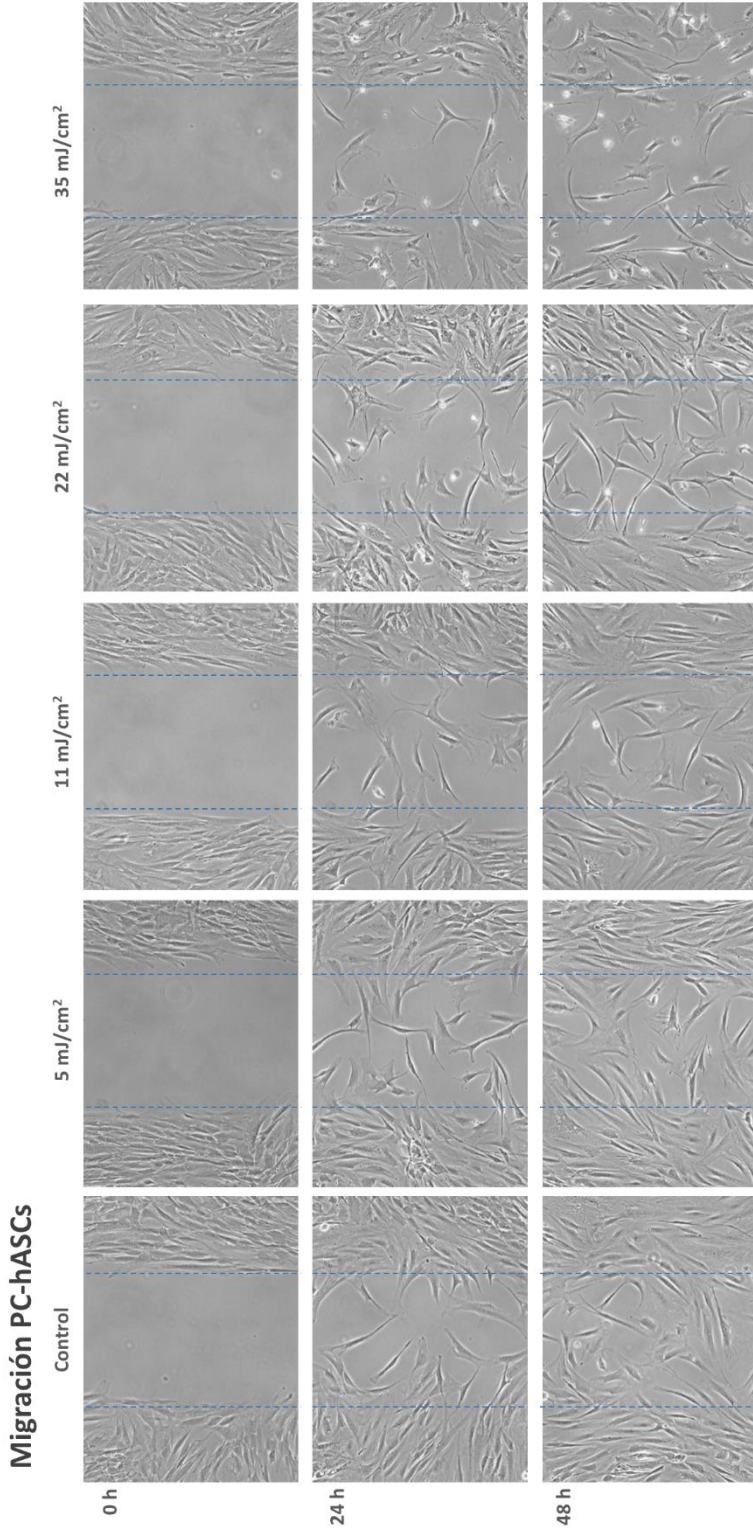 Migración PC-hASCs
Control
5 mJ/cm²
11 mJ/cm²
22 mJ/cm²
35 mJ/cm²
0 h
24 h
48 h